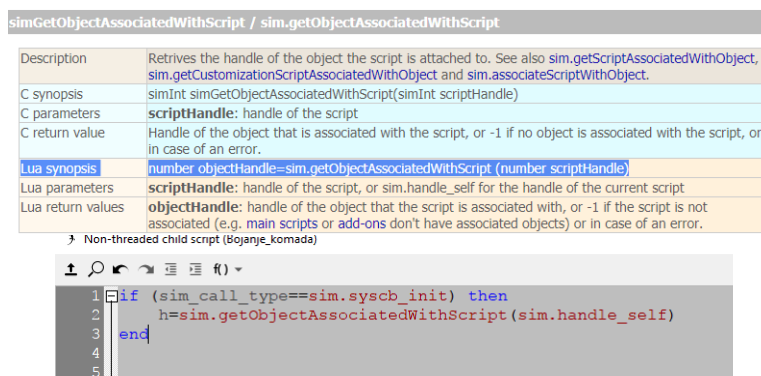 simGetObjectAssociatedWithScript / sim.getObjectAssociatedWithScript
Description Retrives the handle of the object the script is attached to. See also sim.getScriptAssociatedWithObject,
sim.getCustomizationScriptAssociatedWithObject and sim.associateScriptWithObject.
C synopsis simInt simGetObjectAssociatedWithScript(simInt scriptHandle)
C parameters scriptHandle: handle of the script
C return value Handle of the object that is associated with the script, or -1 if no object is associated with the script, or
in case of an error.
Lua synopsis number objectHandle=sim.getObjectAssociatedWithScript (number scriptHandle)
Lua parameters scriptHandle: handle of the script, or sim.handle_self for the handle of the current script
Lua return values objectHandle: handle of the object that the script is associated with, or -1 if the script is not
associated (e.g. main scripts or add-ons don't have associated objects) or in case of an error.
Non-threaded child script (Bojanje_komada)
f()
1 if (sim_call_type==sim.syscb_init) then
2 h=sim.getObjectAssociatedWithScript(sim.handle_self)
3 end
4
5